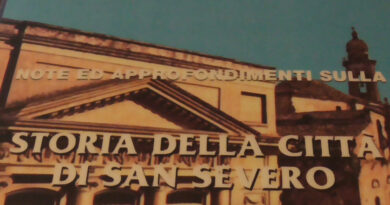 NOTE ED APPROFONDIMENTI SULLA
STORIA DELLA CITTÀ
DI SAN SEVERO